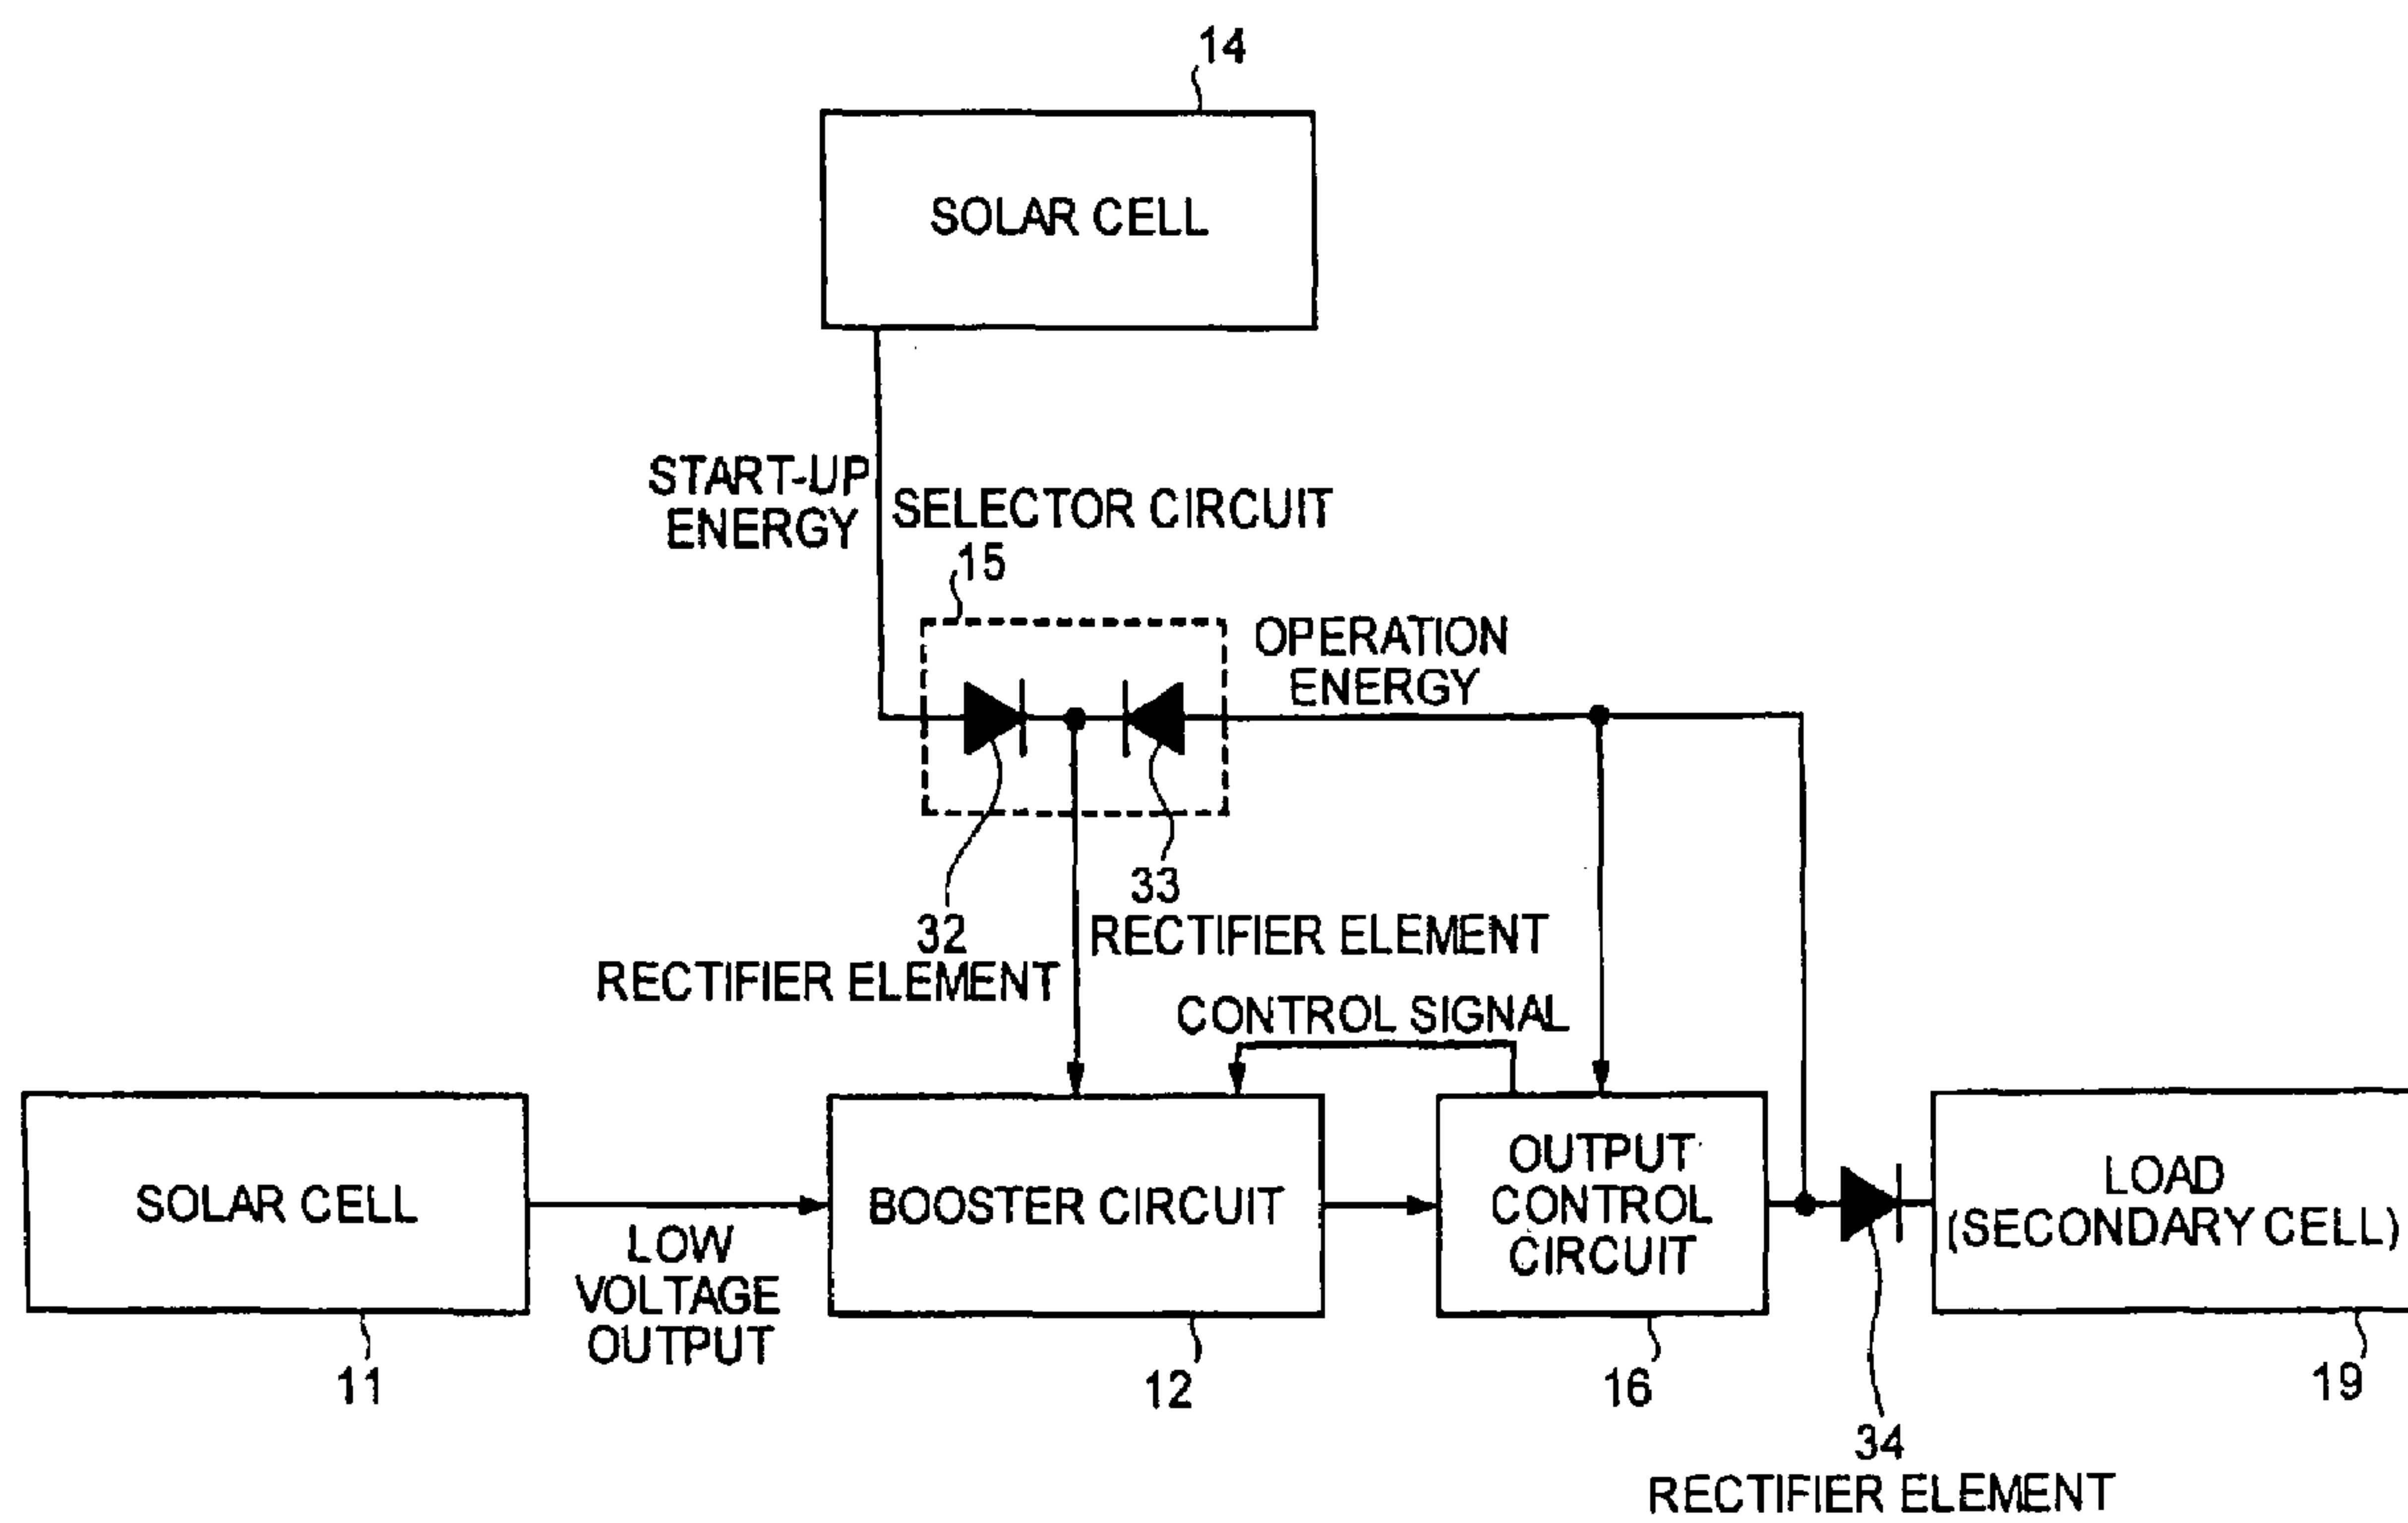 14
SOLAR CELL
START-UP
ENERGY
SELECTOR CIRCUIT
15
OPERATION
ENERGY
33
RECTIFIER ELEMENT
32
RECTIFIER ELEMENT
CONTROL SIGNAL
SOLAR CELL
LOW
VOLTAGE
OUTPUT
BOOSTER CIRCUIT
OUTPUT
CONTROL
CIRCUIT
LOAD
(SECONDARY CELL)
11
12
16
19
34
RECTIFIER ELEMENT